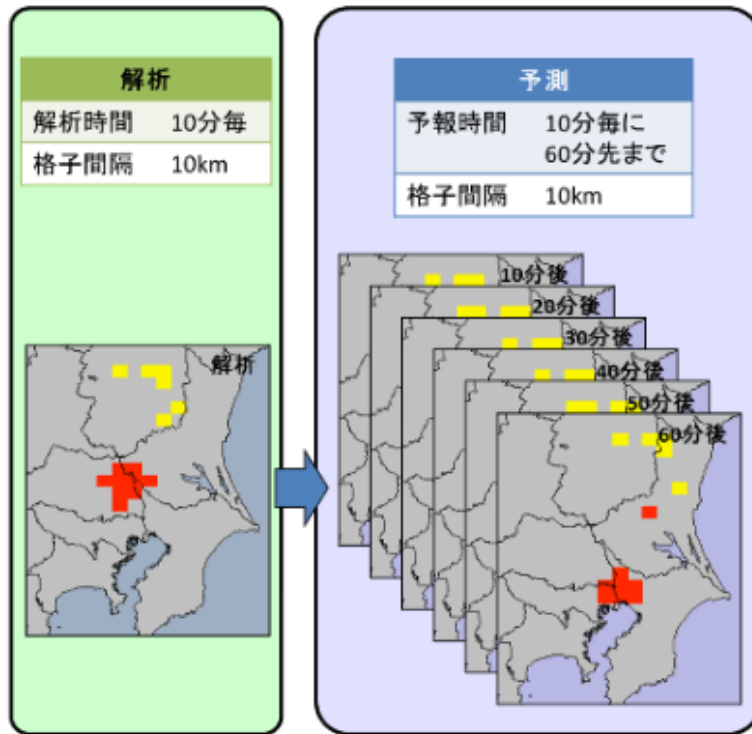 解析
解析時間 10分毎
格子間隔 10km
解析
予測
予報時間 10分毎に
60分先まで
格子間隔 10km
10分後
20分後
30分後
40分後
50分後
60分後